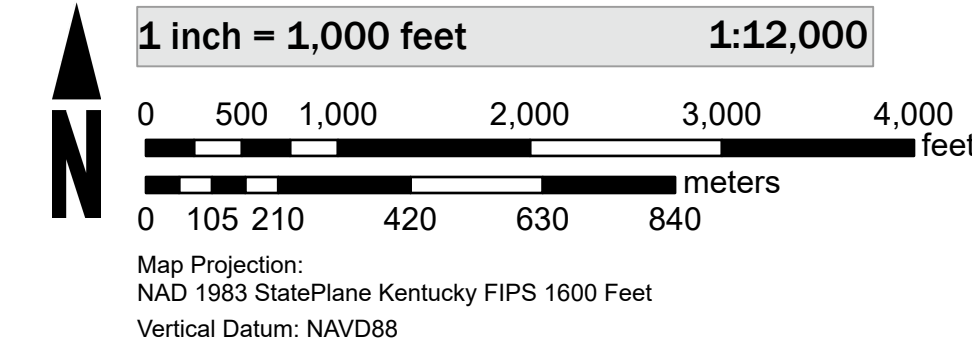 N
1 inch = 1,000 feet 1:12,000
0 500 1,000 2,000 3,000 4,000
feet
meters
0 105 210 420 630 840
Map Projection:
NAD 1983 StatePlane Kentucky FIPS 1600 Feet
Vertical Datum: NAVD88